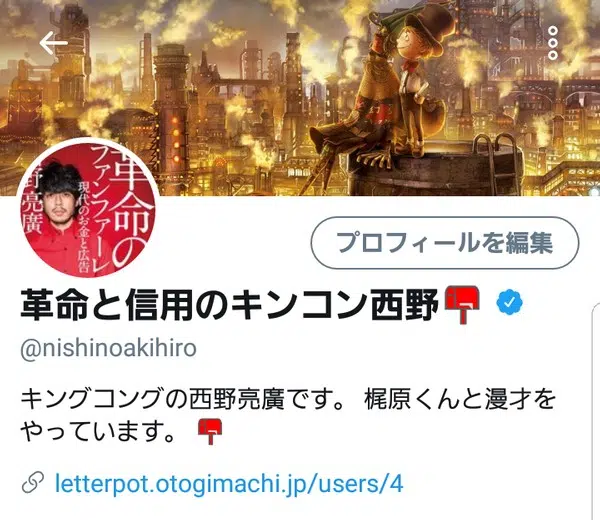 革命の
ファンファーレ
現代のお金と広告
野亮廣
プロフィールを編集
革命と信用のキンコン西野📮
@nishinoakihiro
キングコングの西野亮廣です。 梶原くんと漫才を
やっています。 📮
letterpot.otogimachi.jp/users/4